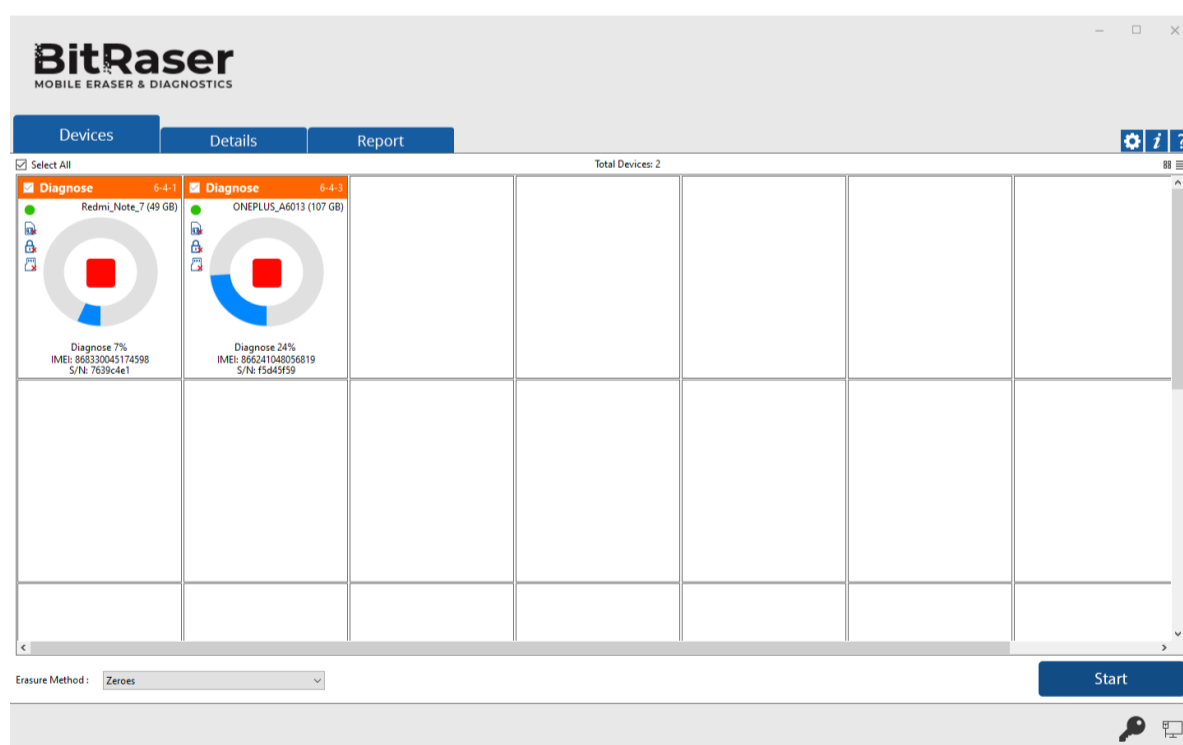 BitRaser
MOBILE ERASER & DIAGNOSTICS
Devices
Details
Report
i
?
Select All
Total Devices: 2
Diagnose 6-4-1
Redmi_Note_7 (49 GB)
Diagnose 7%
IMEI: 868330045174598
S/N: 7639c4e1
Diagnose 6-4-3
ONEPLUS_A6013 (107 GB)
Diagnose 24%
IMEI: 866241048056819
S/N: f5d45f59
Erasure Method : Zeroes
Start